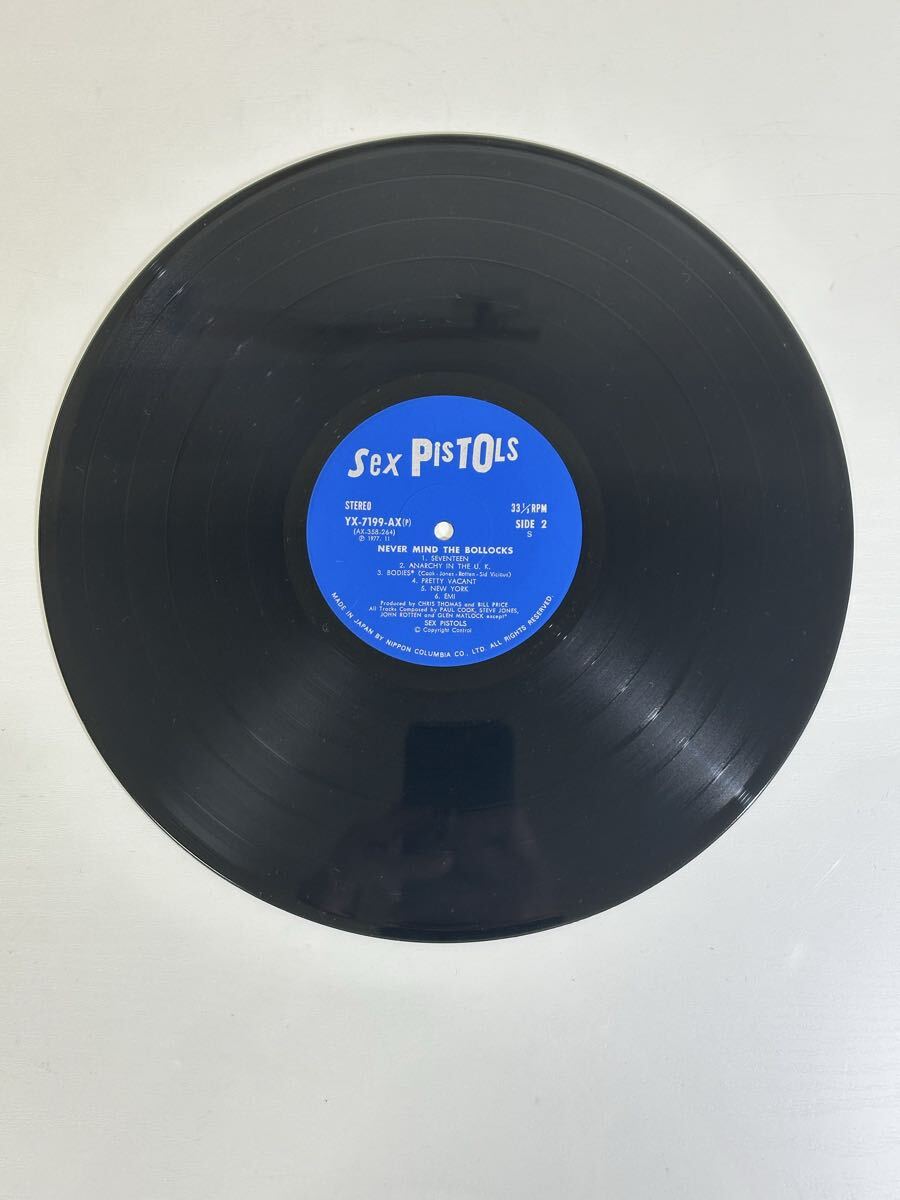 Sex PISTOLS
STEREO 33 1/3 RPM
YX-7199-AX(P) SIDE 2
(AX-358-264) S
Ⓟ 1977. 11
NEVER MIND THE BOLLOCKS
1. SEVENTEEN
2. ANARCHY IN THE U. K.
3. BODIES* (Cook - Jones - Rotten - Sid Vicious)
4. PRETTY VACANT
5. NEW YORK
6. EMI
Produced by CHRIS THOMAS and BILL PRICE
All Tracks Composed by PAUL COOK, STEVE JONES,
JOHN ROTTEN and GLEN MATLOCK except*
SEX PISTOLS
© Copyright Control
MADE IN JAPAN BY NIPPON COLUMBIA CO., LTD. ALL RIGHTS RESERVED.